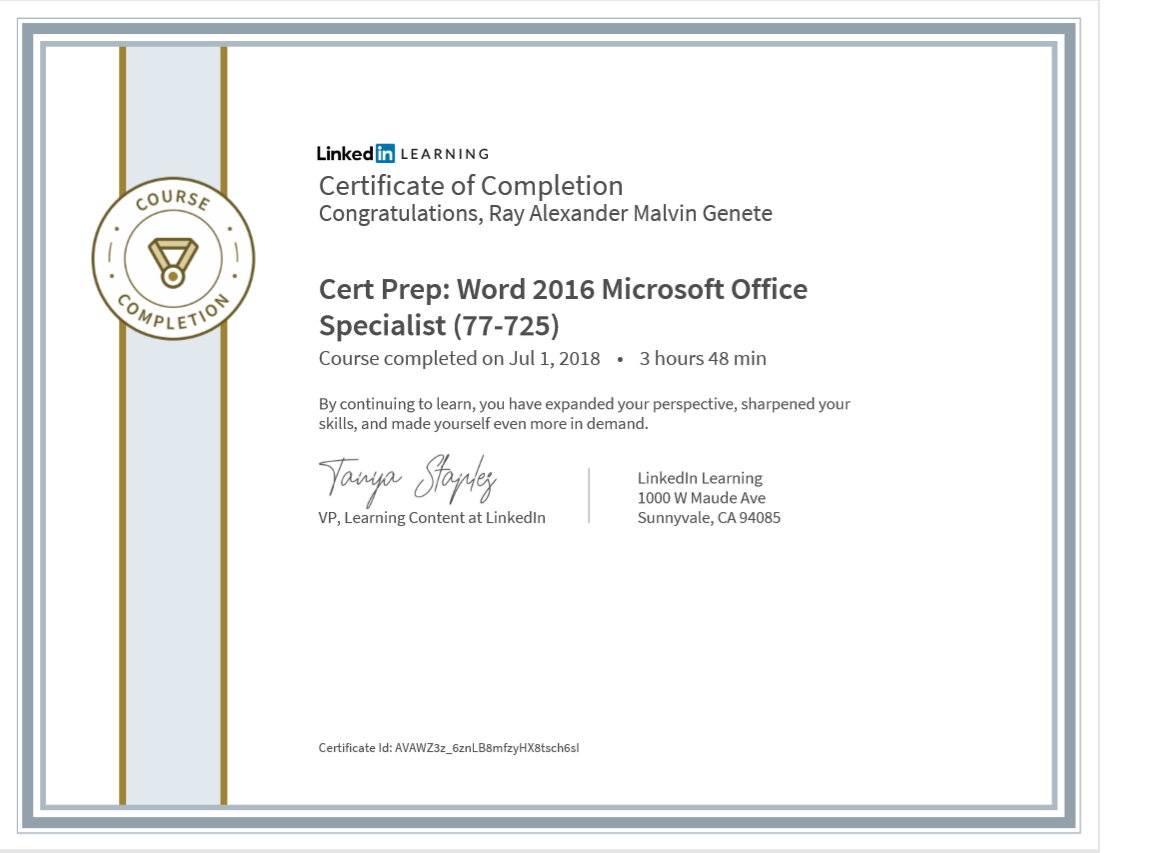 COURSE
COMPLETION
Linkedin LEARNING
Certificate of Completion
Congratulations, Ray Alexander Malvin Genete
Cert Prep: Word 2016 Microsoft Office
Specialist (77-725)
Course completed on Jul 1, 2018 • 3 hours 48 min
By continuing to learn, you have expanded your perspective, sharpened your
skills, and made yourself even more in demand.
Tanya Staples
VP, Learning Content at LinkedIn
LinkedIn Learning
1000 W Maude Ave
Sunnyvale, CA 94085
Certificate Id: AVAWZ3z_6znLB8mfzyHX8tsch6sI